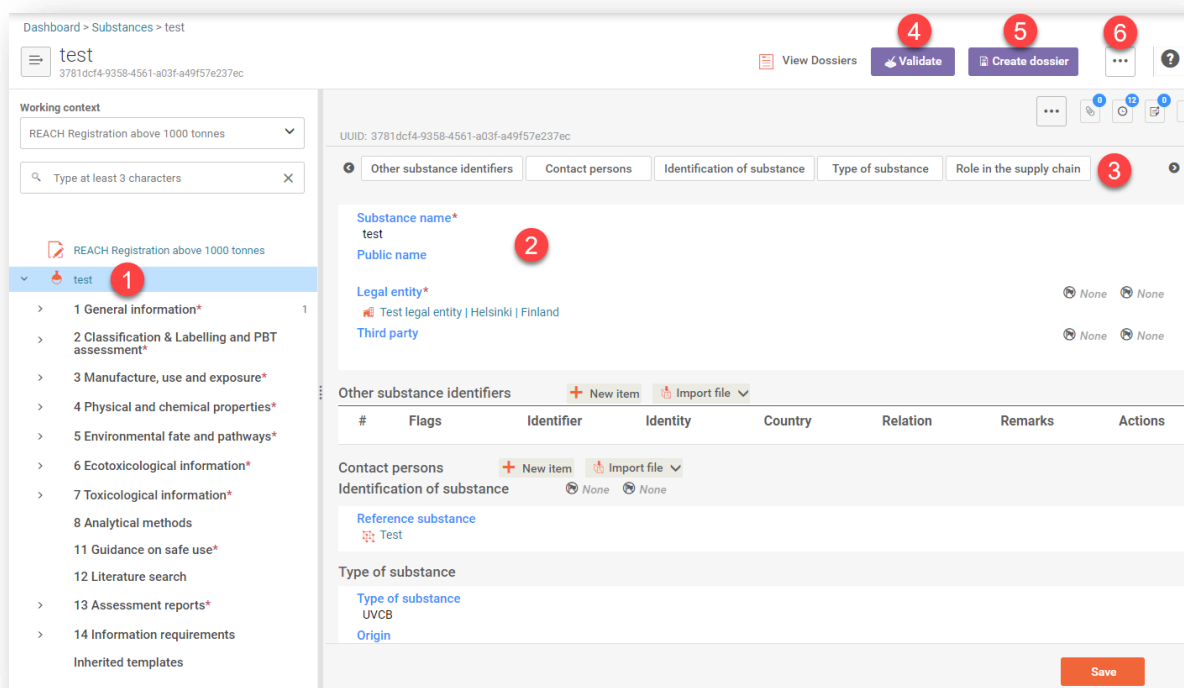 Dashboard > Substances > test
test
3781dcf4-9358-4561-a03f-a49f57e237ec
View Dossiers
Validate
Create dossier
...
?
4
5
6
Working context
REACH Registration above 1000 tonnes
Type at least 3 characters
REACH Registration above 1000 tonnes
test
1
1 General information*
1
2 Classification & Labelling and PBT
assessment*
3 Manufacture, use and exposure*
4 Physical and chemical properties*
5 Environmental fate and pathways*
6 Ecotoxicological information*
7 Toxicological information*
8 Analytical methods
11 Guidance on safe use*
12 Literature search
13 Assessment reports*
14 Information requirements
Inherited templates
...
0
12
0
UUID: 3781dcf4-9358-4561-a03f-a49f57e237ec
Other substance identifiers
Contact persons
Identification of substance
Type of substance
Role in the supply chain
3
Substance name*
test
2
Public name
Legal entity*
None
None
Test legal entity | Helsinki | Finland
Third party
None
None
Other substance identifiers
New item
Import file
# Flags Identifier Identity Country Relation Remarks Actions
Contact persons
New item
Import file
Identification of substance
None
None
Reference substance
Test
Type of substance
Type of substance
UVCB
Origin
Save